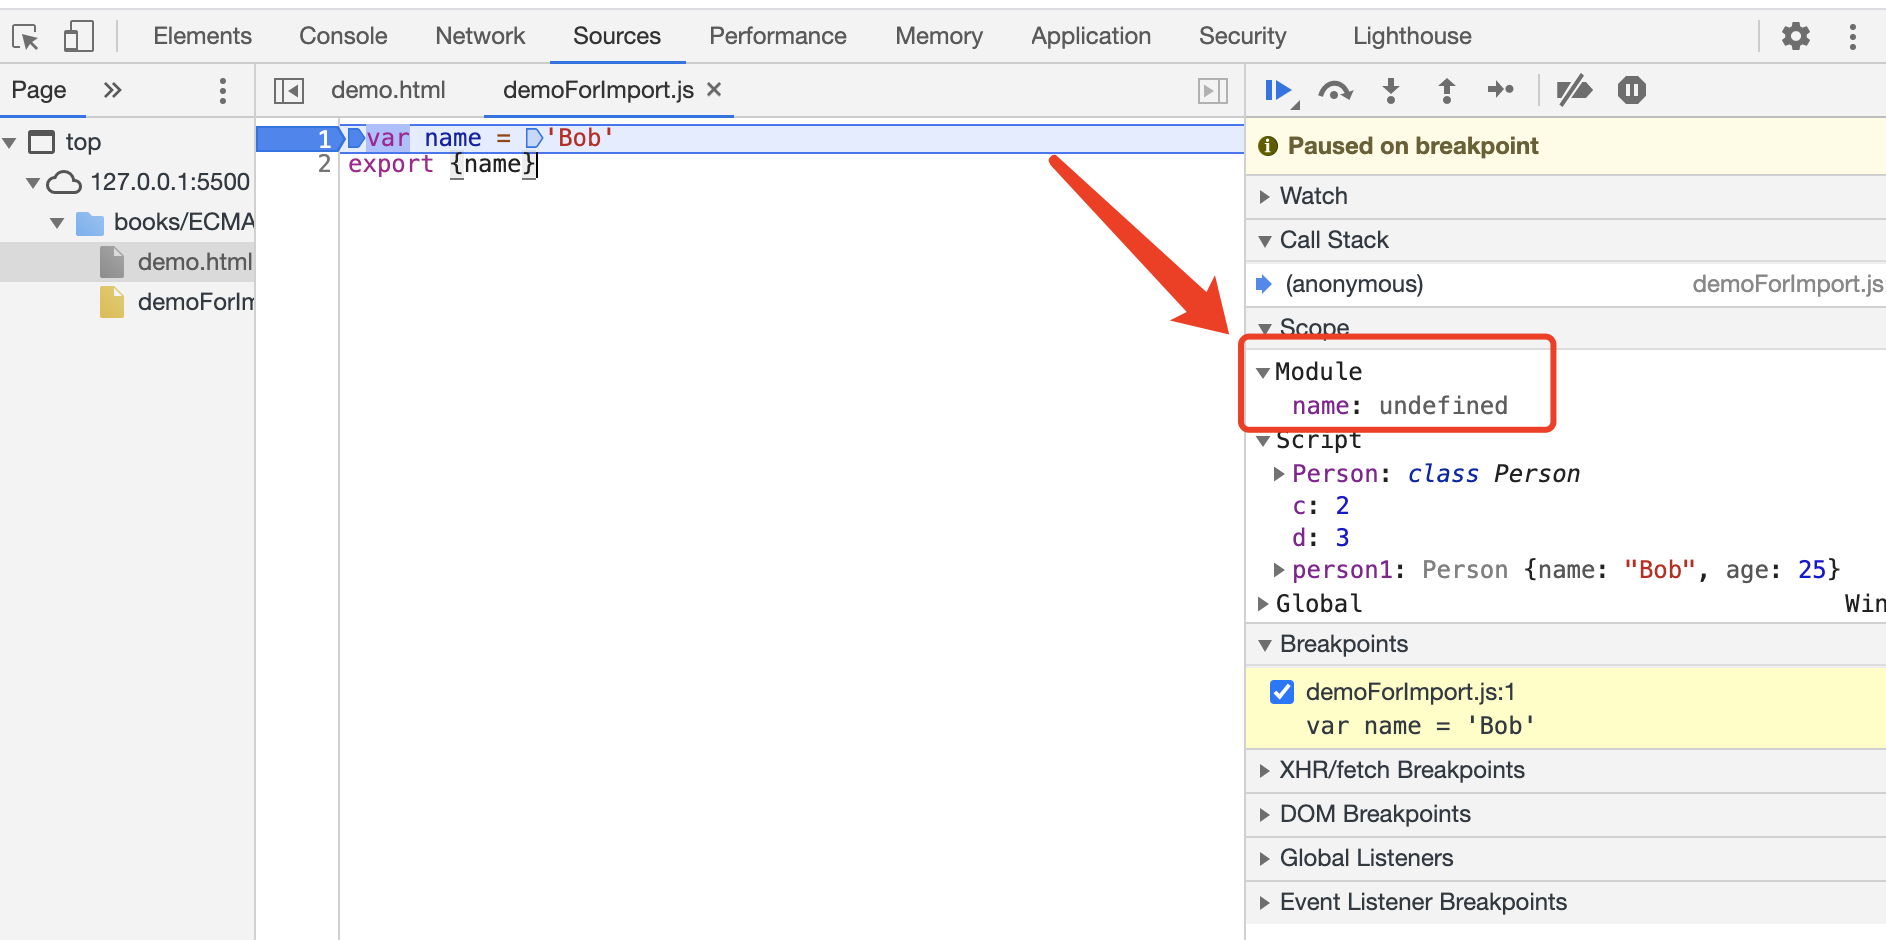 Elements Console Network Sources Performance Memory Application Security Lighthouse
Page » demo.html demoForImport.js ×
top
127.0.0.1:5500
books/ECMA
demo.html
demoForIm
1 var name = 'Bob'
2 export {name}
Paused on breakpoint
Watch
Call Stack
(anonymous) demoForImport.js:
Scope
Module
name: undefined
Script
Person: class Person
c: 2
d: 3
person1: Person {name: "Bob", age: 25}
Global Win
Breakpoints
demoForImport.js:1
var name = 'Bob'
XHR/fetch Breakpoints
DOM Breakpoints
Global Listeners
Event Listener Breakpoints